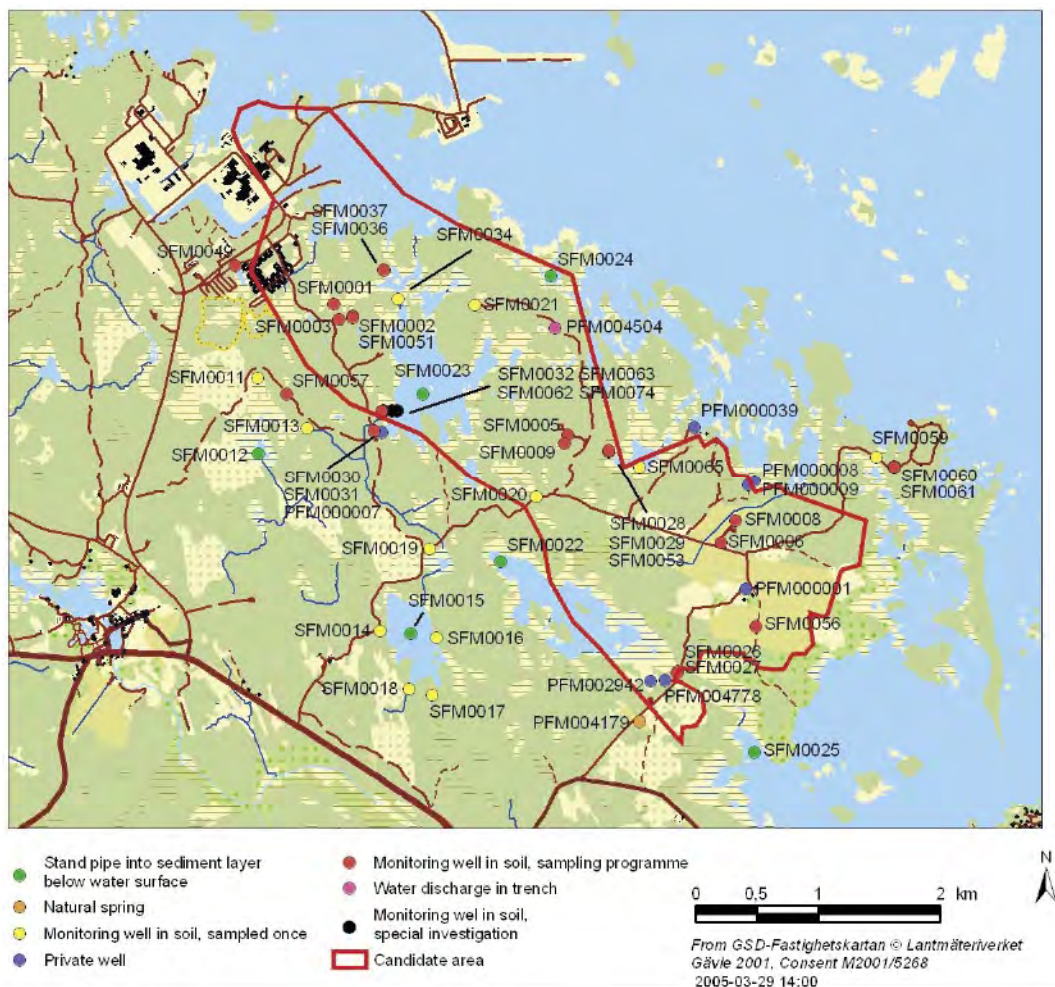 SFM0037
SFM0036
SFM0034
SFM0049
SFM0024
SFM0001
SFM0021
SFM0003
SFM0002
SFM0051
PFM004504
SFM0011
SFM0057
SFM0023
SFM0032 SFM0063
SFM0062 SFM0074
SFM0013
SFM0012
SFM0005
SFM0009
PFM000039
SFM0059
SFM0060
SFM0061
SFM0065
PFM000008
PFM000009
SFM0030
SFM0031
PFM000007
SFM0020
SFM0028
SFM0029
SFM0053
SFM0008
SFM0006
SFM0019
SFM0022
PFM000001
SFM0015
SFM0014
SFM0016
SFM0056
SFM0026
SFM0027
SFM0018
SFM0017
PFM002942
PFM004778
PFM004179
SFM0025
Stand pipe into sediment layer
below water surface
Natural spring
Monitoring well in soil, sampled once
Private well
Monitoring well in soil, sampling programme
Water discharge in trench
Monitoring wel in soil,
special investigation
Candidate area
N
0 0,5 1 2 km
From GSD-Fastighetskartan © Lantmäteriverket
Gävle 2001, Consent M2001/5268
2005-03-29 14:00